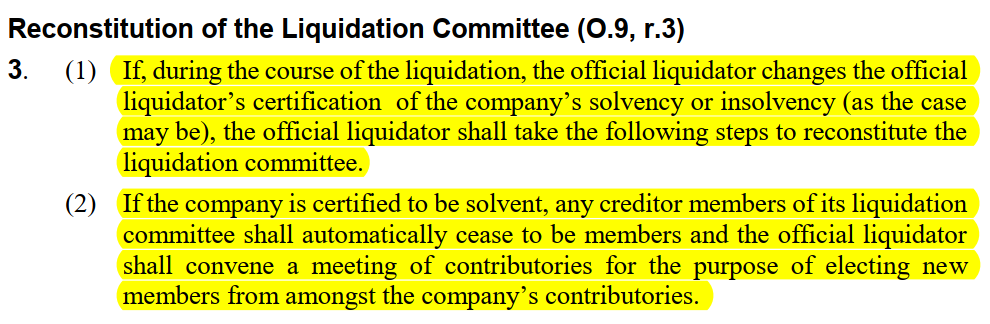 Reconstitution of the Liquidation Committee (O.9, r.3)
3. (1) If, during the course of the liquidation, the official liquidator changes the official
liquidator’s certification of the company’s solvency or insolvency (as the case
may be), the official liquidator shall take the following steps to reconstitute the
liquidation committee.
(2) If the company is certified to be solvent, any creditor members of its liquidation
committee shall automatically cease to be members and the official liquidator
shall convene a meeting of contributories for the purpose of electing new
members from amongst the company’s contributories.